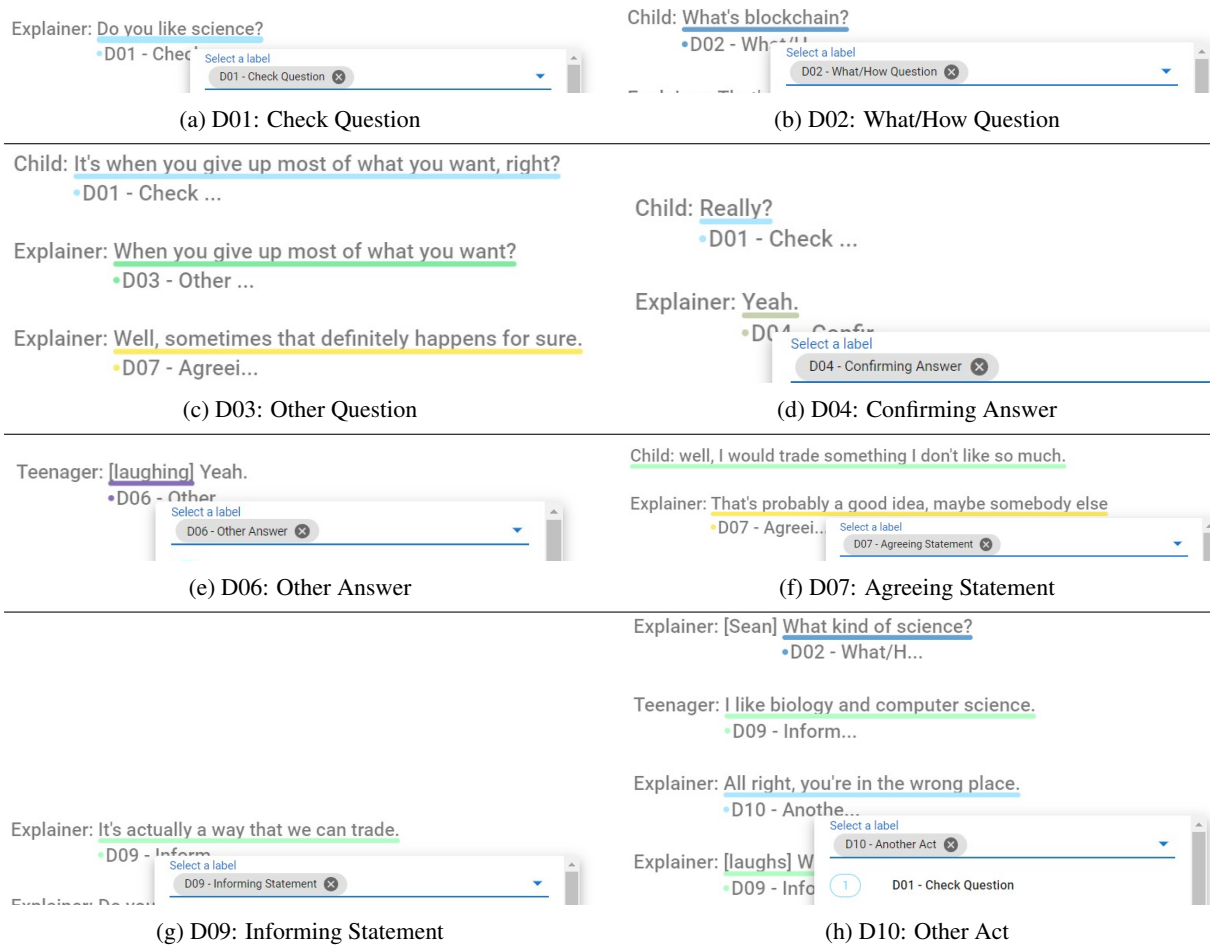 Explainer: Do you like science?
•D01 - Chec
Select a label
D01 - Check Question
(a) D01: Check Question
Child: What's blockchain?
•D02 - What/H
Select a label
D02 - What/How Question
(b) D02: What/How Question
Child: It's when you give up most of what you want, right?
•D01 - Check ...
Explainer: When you give up most of what you want?
•D03 - Other ...
Explainer: Well, sometimes that definitely happens for sure.
•D07 - Agreei...
(c) D03: Other Question
Child: Really?
•D01 - Check ...
Explainer: Yeah.
•D04 - Confir
Select a label
D04 - Confirming Answer
(d) D04: Confirming Answer
Teenager: [laughing] Yeah.
•D06 - Other
Select a label
D06 - Other Answer
(e) D06: Other Answer
Child: well, I would trade something I don't like so much.
Explainer: That's probably a good idea, maybe somebody else
•D07 - Agreei...
Select a label
D07 - Agreeing Statement
(f) D07: Agreeing Statement
Explainer: It's actually a way that we can trade.
•D09 - Inform
Select a label
D09 - Informing Statement
Explainer: Do you
(g) D09: Informing Statement
Explainer: [Sean] What kind of science?
•D02 - What/H...
Teenager: I like biology and computer science.
•D09 - Inform...
Explainer: All right, you're in the wrong place.
•D10 - Anothe...
Select a label
D10 - Another Act
Explainer: [laughs] W
•D09 - Info
1 D01 - Check Question
(h) D10: Other Act